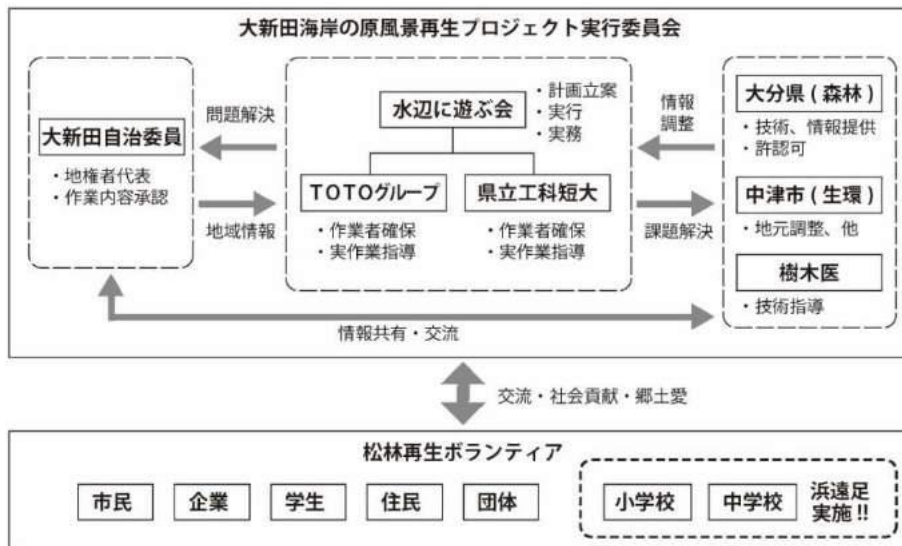 大新田海岸の原風景再生プロジェクト実行委員会
大新田自治委員
・地権者代表
・作業内容承認
問題解決
地域情報
水辺に遊ぶ会
・計画立案
・実行
・実務
TOTOグループ
・作業者確保
・実作業指導
県立工科短大
・作業者確保
・実作業指導
情報
調整
課題解決
大分県(森林)
・技術、情報提供
・許認可
中津市(生環)
・地元調整、他
樹木医
・技術指導
情報共有・交流
交流・社会貢献・郷土愛
松林再生ボランティア
市民
企業
学生
住民
団体
小学校
中学校
浜遠足
実施!!